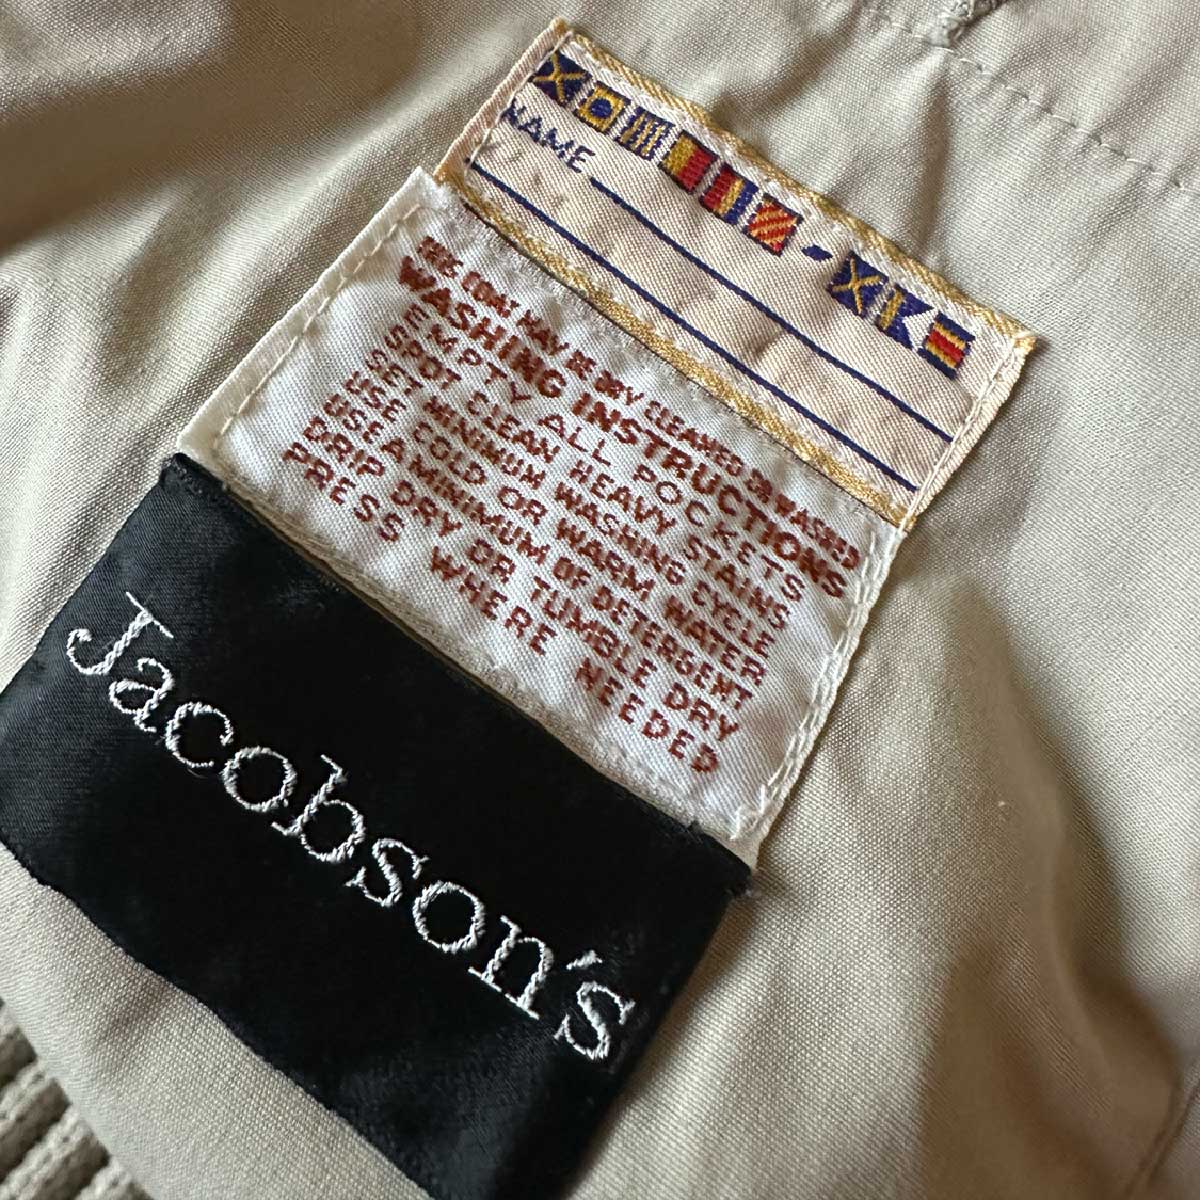 NAME
THIS COAT MAY BE DRY CLEANED OR WASHED
WASHING INSTRUCTIONS
EMPTY ALL POCKETS
SPOT CLEAN HEAVY STAINS
SET MINIMUM WASHING CYCLE
USE COLD OR WARM WATER
USE A MINIMUM OF DETERGENT
DRIP DRY OR TUMBLE DRY
PRESS WHERE NEEDED
Jacobson's